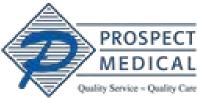 PROSPECT
MEDICAL
Quality Service ~ Quality Care